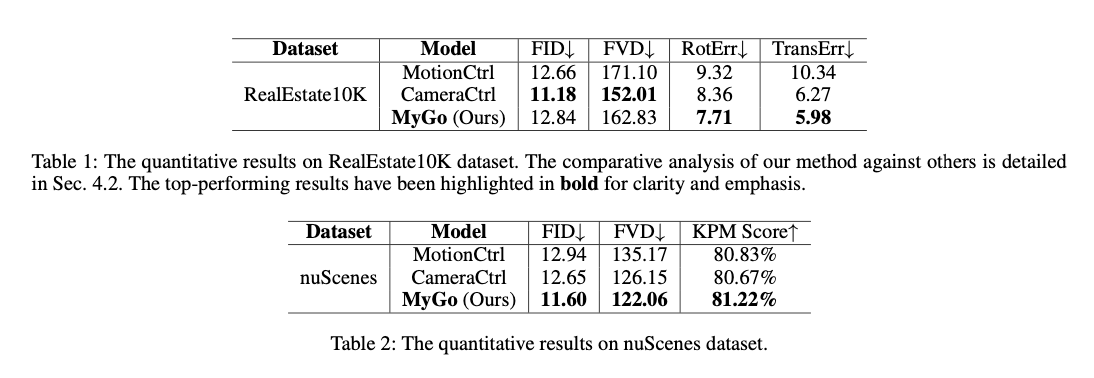 Dataset Model FID↓ FVD↓ RotErr↓ TransErr↓
MotionCtrl 12.66 171.10 9.32 10.34
RealEstate10K CameraCtrl 11.18 152.01 8.36 6.27
MyGo (Ours) 12.84 162.83 7.71 5.98
Table 1: The quantitative results on RealEstate10K dataset. The comparative analysis of our method against others is detailed
in Sec. 4.2. The top-performing results have been highlighted in bold for clarity and emphasis.
Dataset Model FID↓ FVD↓ KPM Score↑
MotionCtrl 12.94 135.17 80.83%
nuScenes CameraCtrl 12.65 126.15 80.67%
MyGo (Ours) 11.60 122.06 81.22%
Table 2: The quantitative results on nuScenes dataset.